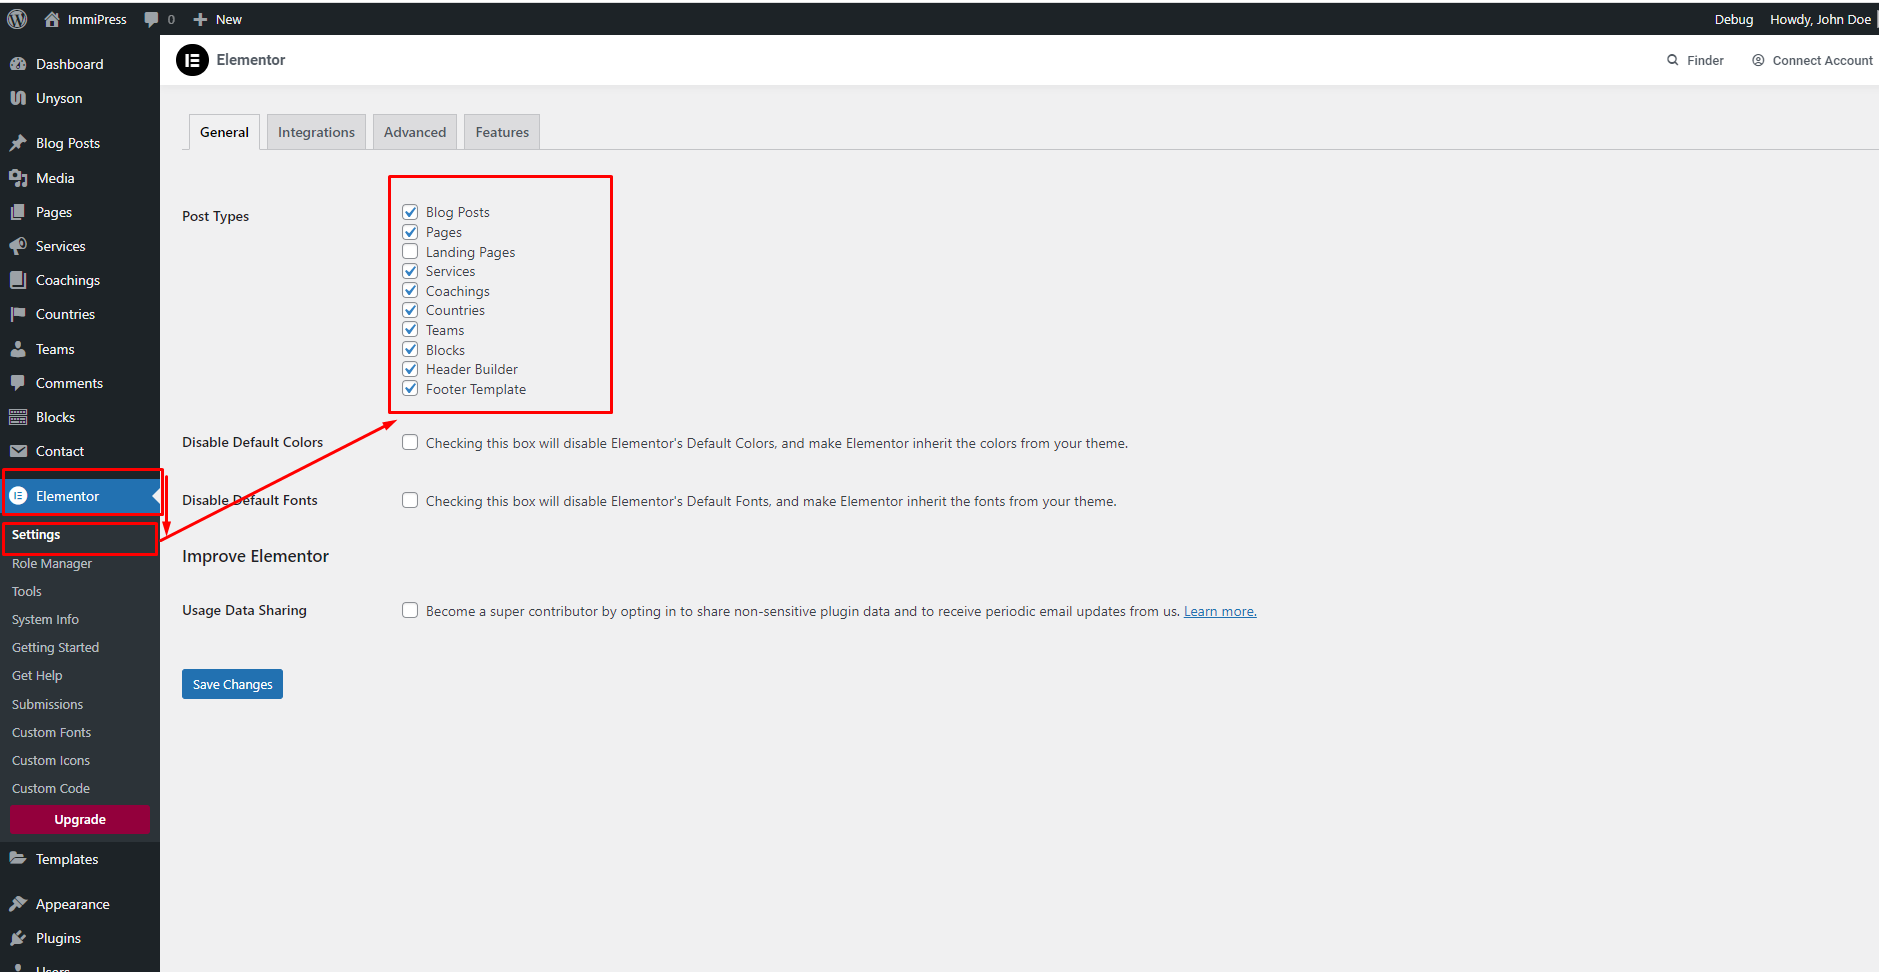 ImmiPress 0 New Debug Howdy, John Doe
Elementor Finder Connect Account
Dashboard
Unyson
Blog Posts
Media
Pages
Services
Coachings
Countries
Teams
Comments
Blocks
Contact
Elementor
Settings
Role Manager
Tools
System Info
Getting Started
Get Help
Submissions
Custom Fonts
Custom Icons
Custom Code
Upgrade
Templates
Appearance
Plugins
Users
General Integrations Advanced Features
Post Types
Blog Posts
Pages
Landing Pages
Services
Coachings
Countries
Teams
Blocks
Header Builder
Footer Template
Disable Default Colors Checking this box will disable Elementor's Default Colors, and make Elementor inherit the colors from your theme.
Disable Default Fonts Checking this box will disable Elementor's Default Fonts, and make Elementor inherit the fonts from your theme.
Improve Elementor
Usage Data Sharing Become a super contributor by opting in to share non-sensitive plugin data and to receive periodic email updates from us. Learn more.
Save Changes